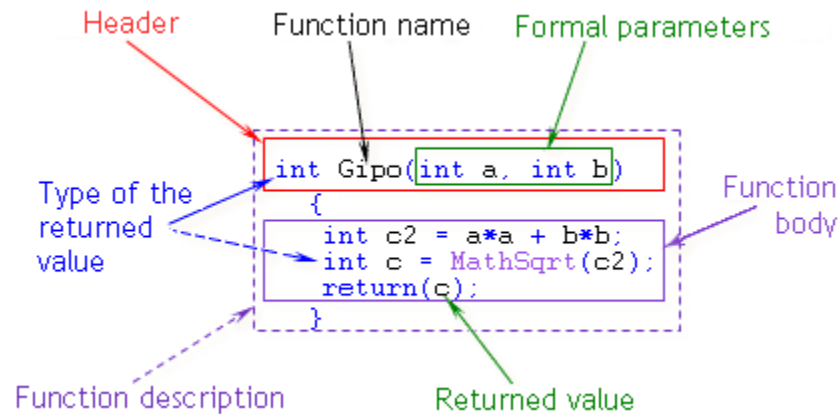 Header
Function name
Formal parameters
int Gipo(int a, int b)
{
Type of the
returned
value
Function
body
int c2 = a*a + b*b;
int c = MathSqrt(c2);
return(c);
}
Function description
Returned value